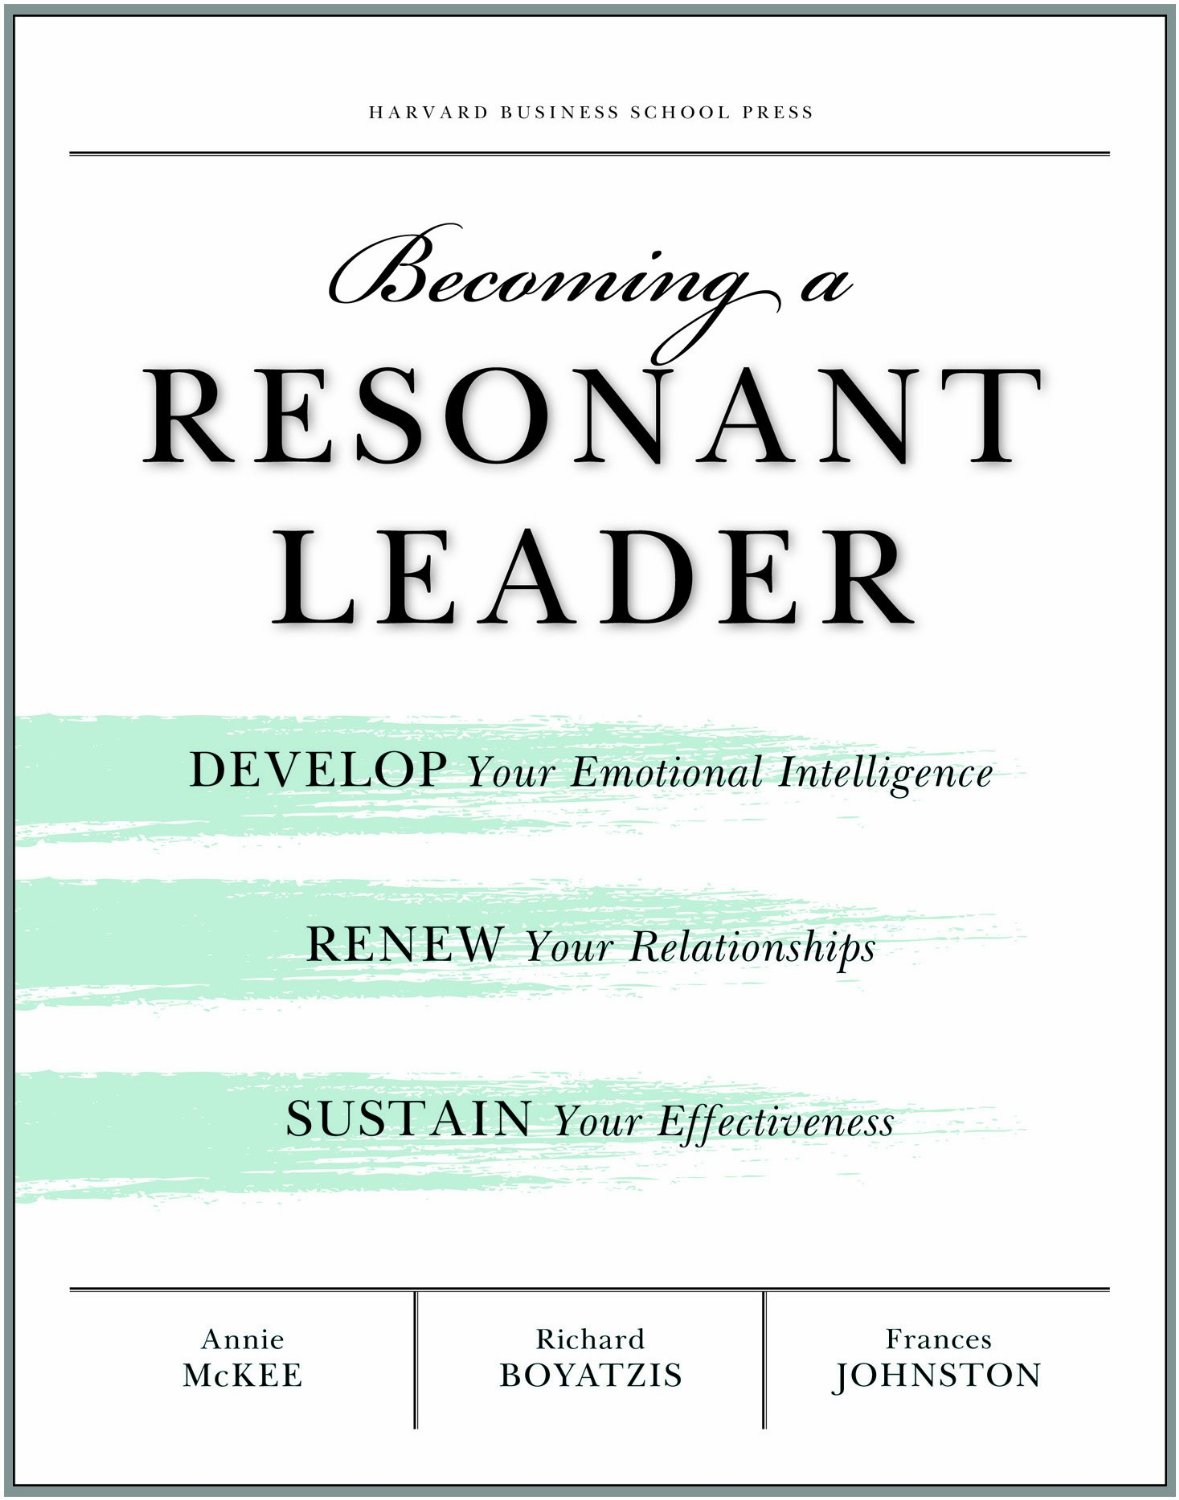 HARVARD BUSINESS SCHOOL PRESS
Becoming a
RESONANT
LEADER
DEVELOP Your Emotional Intelligence
RENEW Your Relationships
SUSTAIN Your Effectiveness
Annie
McKEE
Richard
BOYATZIS
Frances
JOHNSTON